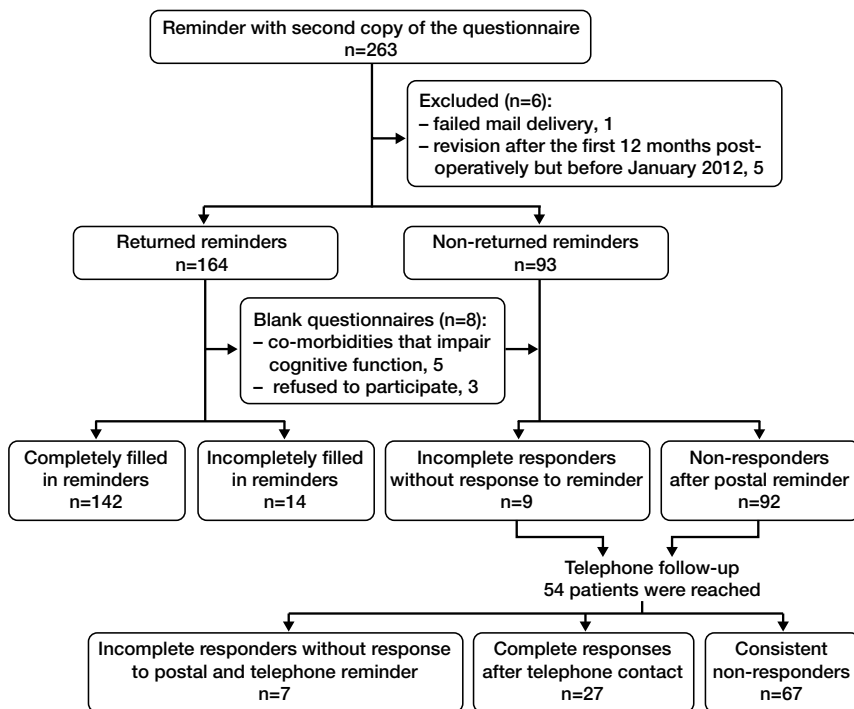 Reminder with second copy of the questionnaire
n=263
Excluded (n=6):
– failed mail delivery, 1
– revision after the first 12 months post-
operatively but before January 2012, 5
Returned reminders
n=164
Non-returned reminders
n=93
Blank questionnaires (n=8):
– co-morbidities that impair
cognitive function, 5
– refused to participate, 3
Completely filled
in reminders
n=142
Incompletely filled
in reminders
n=14
Incomplete responders
without response to reminder
n=9
Non-responders
after postal reminder
n=92
Telephone follow-up
54 patients were reached
Incomplete responders without response
to postal and telephone reminder
n=7
Complete responses
after telephone contact
n=27
Consistent
non-responders
n=67